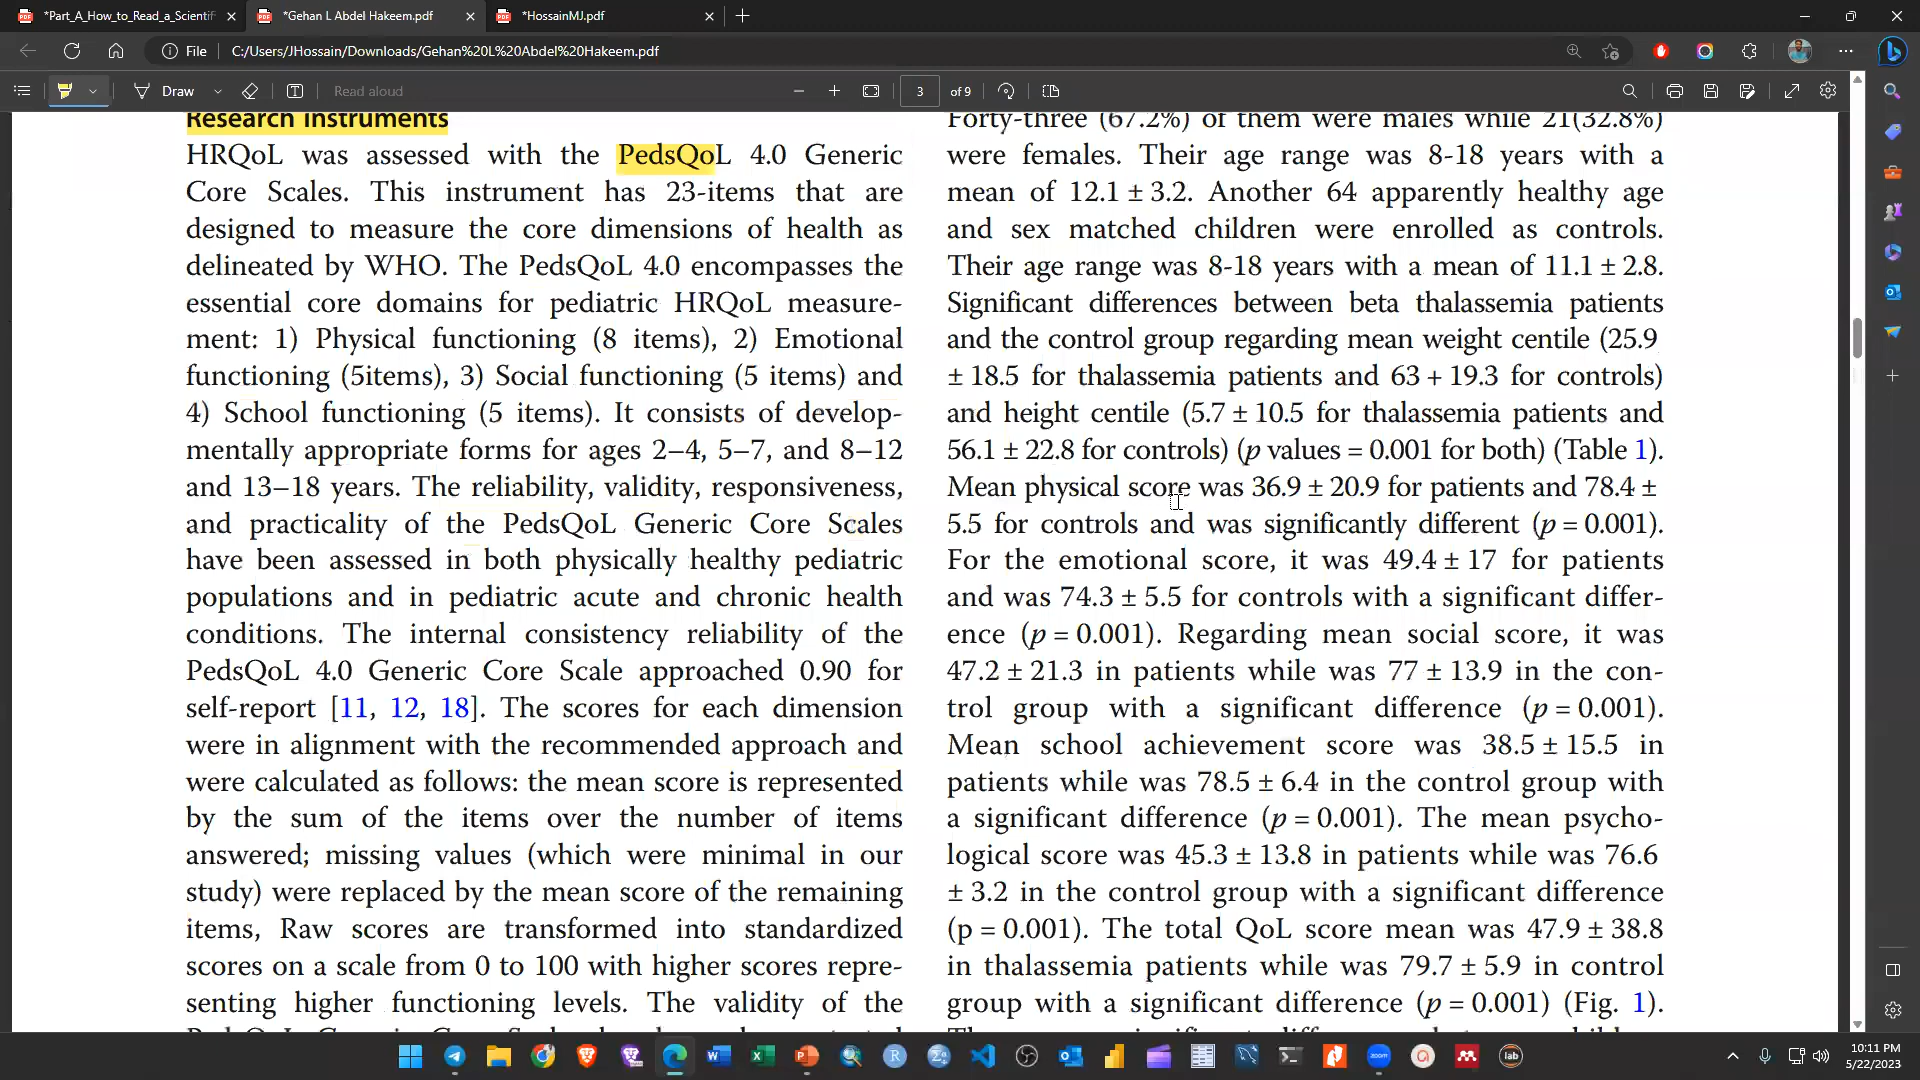 *Part_A_How_to_Read_a_Scientif
*Gehan L Abdel Hakeem.pdf
*HossainMJ.pdf
File
C:/Users/JHossain/Downloads/Gehan%20L%20Abdel%20Hakeem.pdf
Draw
Read aloud
3
of 9
Research Instruments
HRQoL was assessed with the PedsQoL 4.0 Generic
Core Scales. This instrument has 23-items that are
designed to measure the core dimensions of health as
delineated by WHO. The PedsQoL 4.0 encompasses the
essential core domains for pediatric HRQoL measure-
ment: 1) Physical functioning (8 items), 2) Emotional
functioning (5items), 3) Social functioning (5 items) and
4) School functioning (5 items). It consists of develop-
mentally appropriate forms for ages 2–4, 5–7, and 8–12
and 13–18 years. The reliability, validity, responsiveness,
and practicality of the PedsQoL Generic Core Scales
have been assessed in both physically healthy pediatric
populations and in pediatric acute and chronic health
conditions. The internal consistency reliability of the
PedsQoL 4.0 Generic Core Scale approached 0.90 for
self-report [11, 12, 18]. The scores for each dimension
were in alignment with the recommended approach and
were calculated as follows: the mean score is represented
by the sum of the items over the number of items
answered; missing values (which were minimal in our
study) were replaced by the mean score of the remaining
items, Raw scores are transformed into standardized
scores on a scale from 0 to 100 with higher scores repre-
senting higher functioning levels. The validity of the
Forty-three (67.2%) of them were males while 21(32.8%)
were females. Their age range was 8-18 years with a
mean of 12.1 ± 3.2. Another 64 apparently healthy age
and sex matched children were enrolled as controls.
Their age range was 8-18 years with a mean of 11.1 ± 2.8.
Significant differences between beta thalassemia patients
and the control group regarding mean weight centile (25.9
± 18.5 for thalassemia patients and 63 + 19.3 for controls)
and height centile (5.7 ± 10.5 for thalassemia patients and
56.1 ± 22.8 for controls) (p values = 0.001 for both) (Table 1).
Mean physical score was 36.9 ± 20.9 for patients and 78.4 ±
5.5 for controls and was significantly different (p = 0.001).
For the emotional score, it was 49.4 ± 17 for patients
and was 74.3 ± 5.5 for controls with a significant differ-
ence (p = 0.001). Regarding mean social score, it was
47.2 ± 21.3 in patients while was 77 ± 13.9 in the con-
trol group with a significant difference (p = 0.001).
Mean school achievement score was 38.5 ± 15.5 in
patients while was 78.5 ± 6.4 in the control group with
a significant difference (p = 0.001). The mean psycho-
logical score was 45.3 ± 13.8 in patients while was 76.6
± 3.2 in the control group with a significant difference
(p = 0.001). The total QoL score mean was 47.9 ± 38.8
in thalassemia patients while was 79.7 ± 5.9 in control
group with a significant difference (p = 0.001) (Fig. 1).
zoom
lab
10:11 PM
5/22/2023